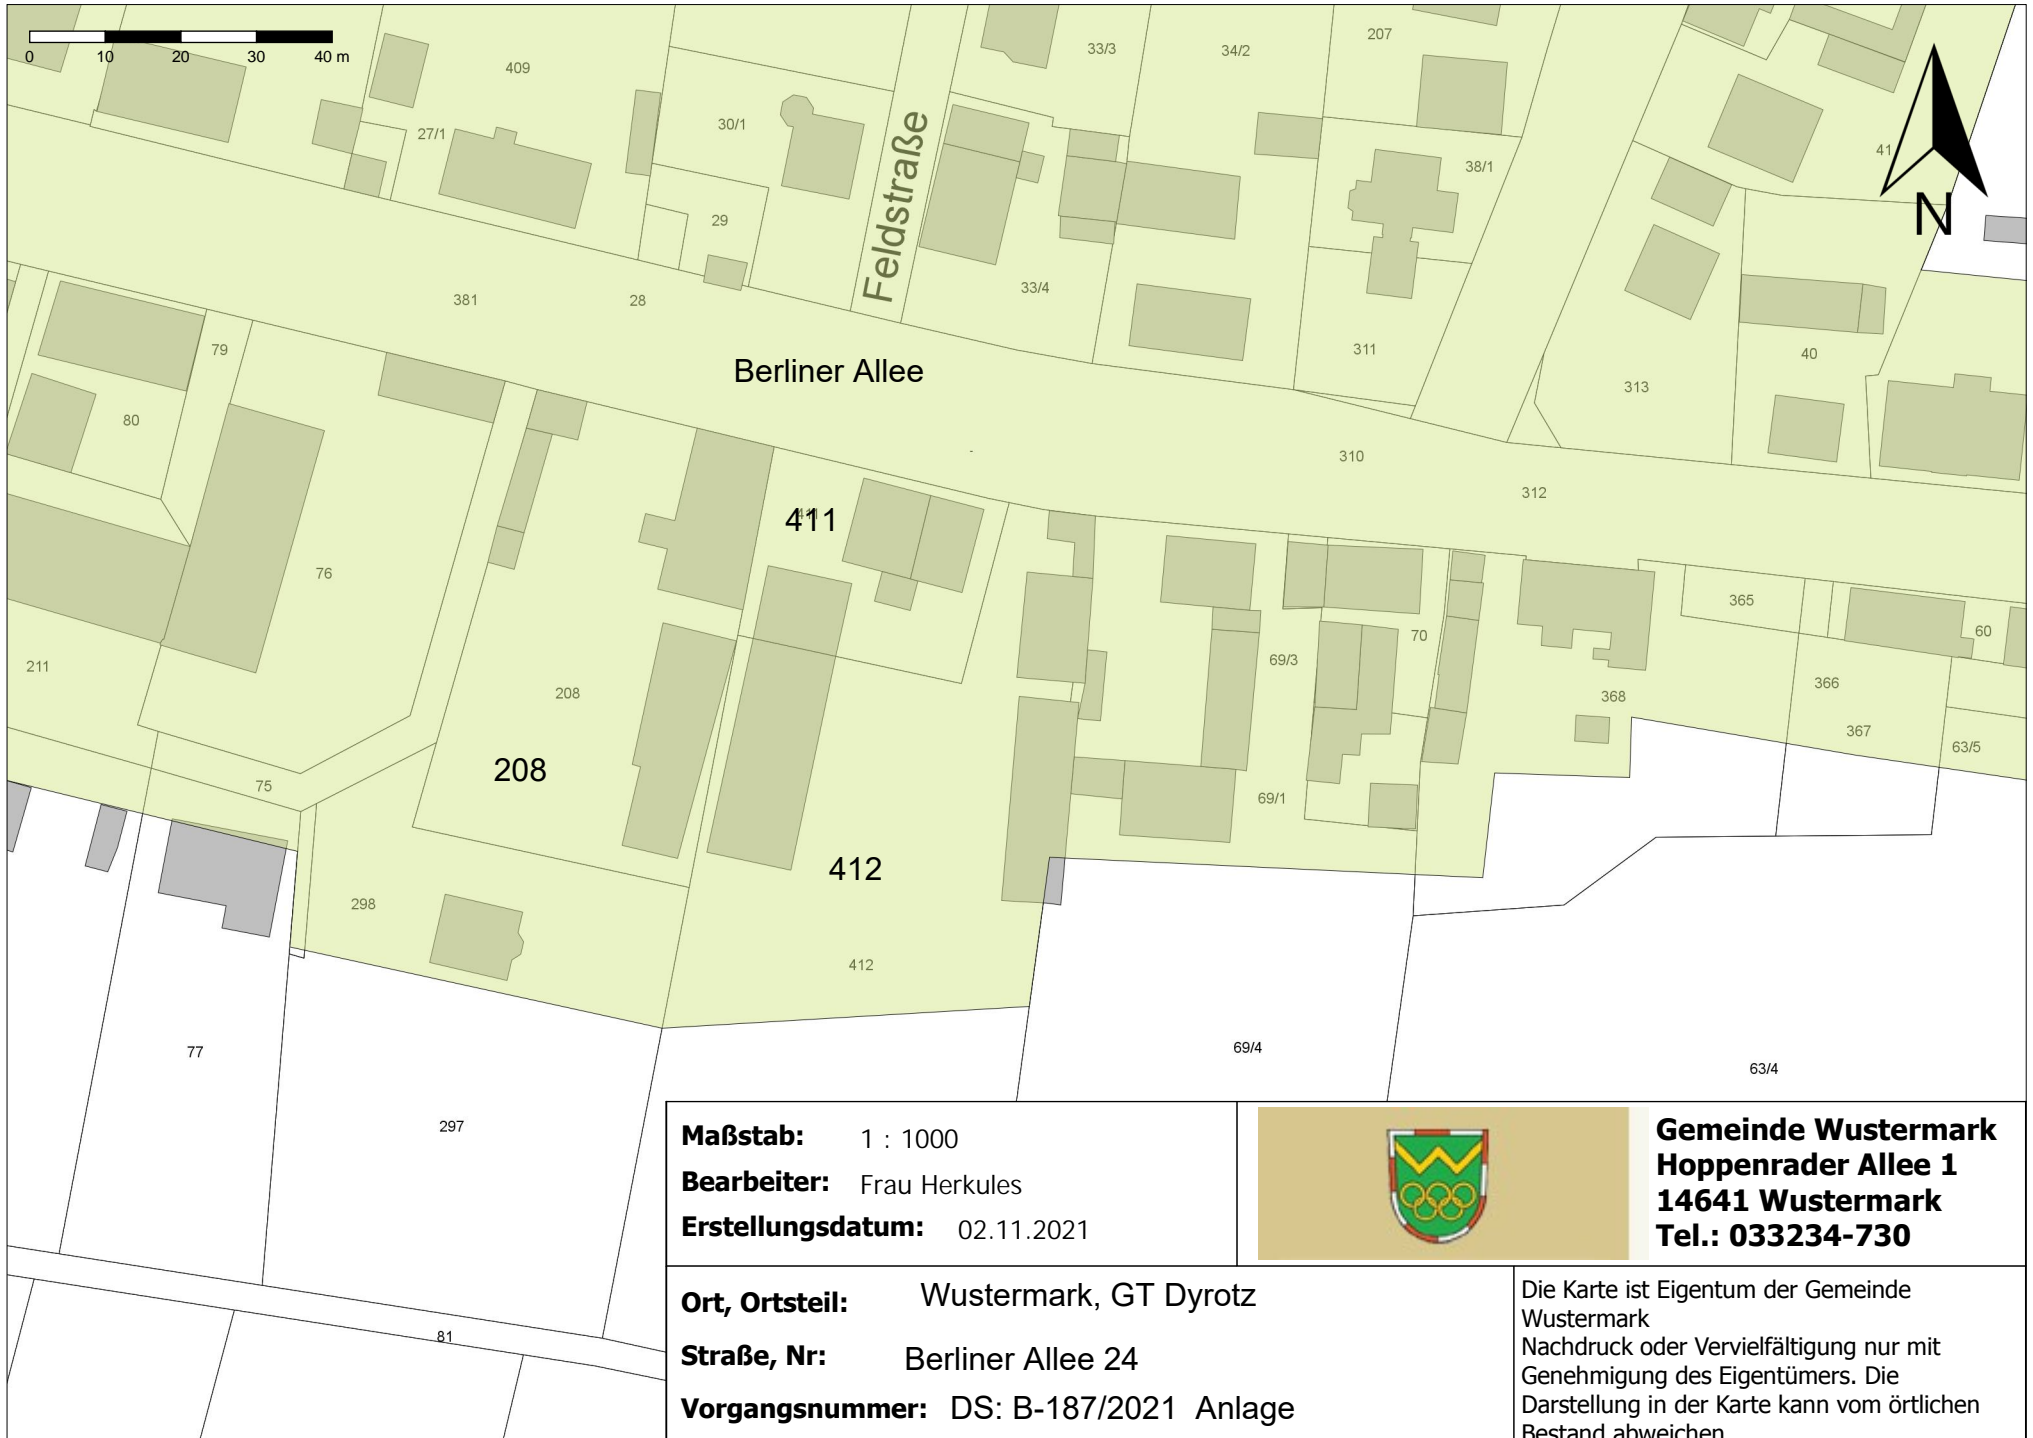 0 10 20 30 40 m
409
33/3
34/2
207
27/1
30/1
38/1
41
N
29
Feldstraße
381
28
33/4
79
311
40
313
Berliner Allee
80
310
312
411
411
76
365
60
70
211
69/3
208
368
366
367
63/5
208
75
69/1
412
298
412
77
69/4
63/4
297
81
Maßstab: 1 : 1000
Bearbeiter: Frau Herkules
Erstellungsdatum: 02.11.2021
Gemeinde Wustermark
Hoppenrader Allee 1
14641 Wustermark
Tel.: 033234-730
Ort, Ortsteil: Wustermark, GT Dyrotz
Straße, Nr: Berliner Allee 24
Vorgangsnummer: DS: B-187/2021 Anlage
Die Karte ist Eigentum der Gemeinde
Wustermark
Nachdruck oder Vervielfältigung nur mit
Genehmigung des Eigentümers. Die
Darstellung in der Karte kann vom örtlichen
Bestand abweichen